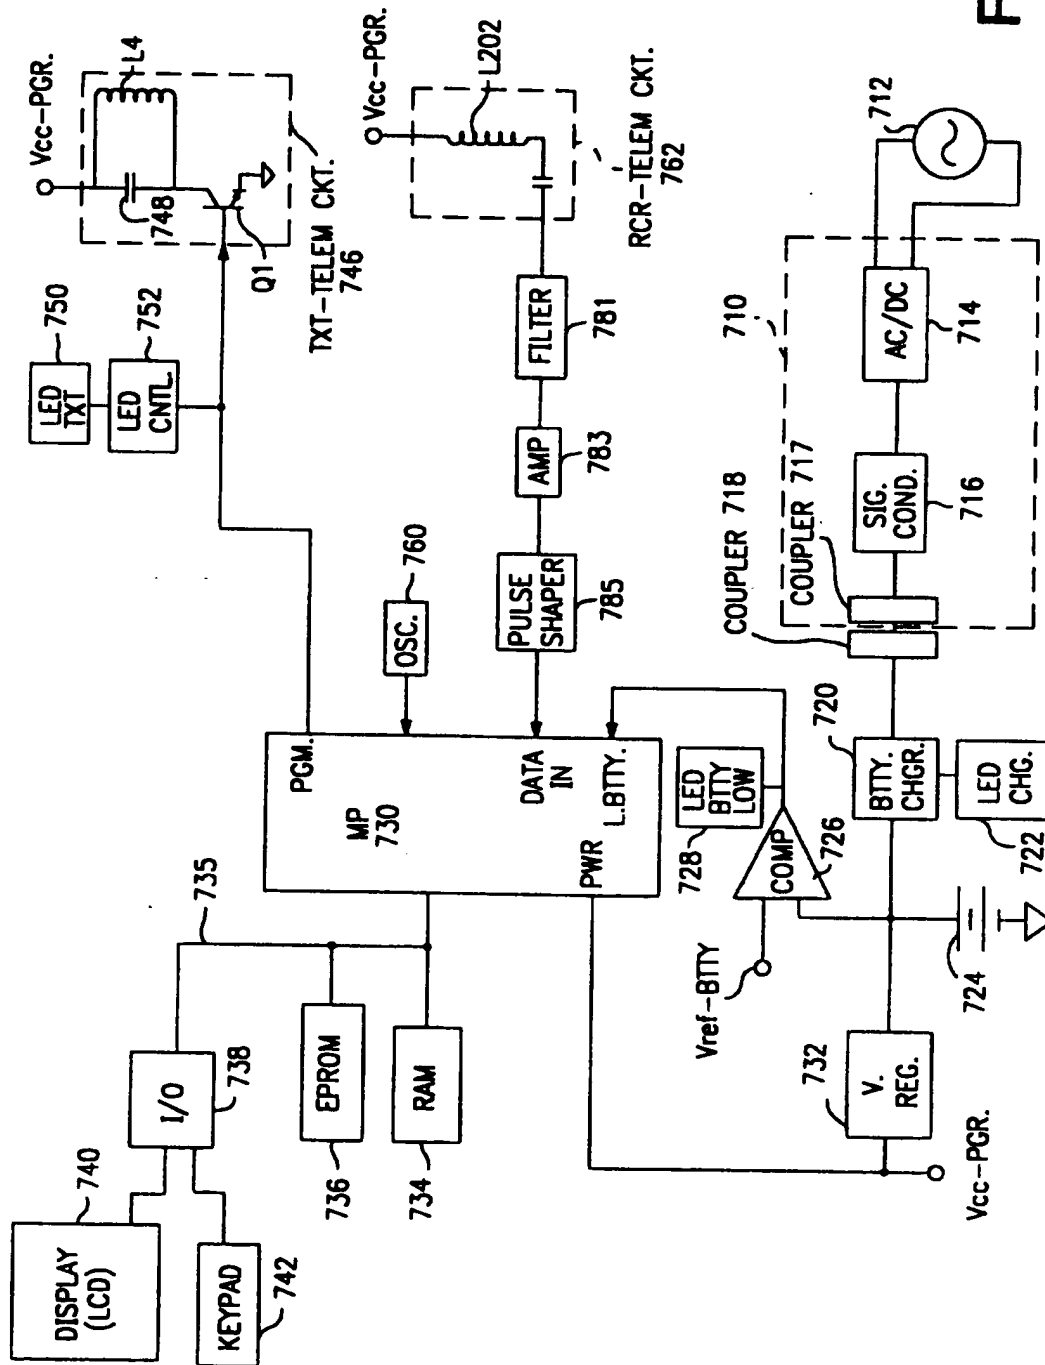 DISPLAY
(LCD)
740
KEYPAD
742
I/O
738
735
EPROM
736
RAM
734
MP
730
PGM.
DATA
IN
L.BTTY.
PWR
OSC.
760
LED
TXT
750
LED
CNTL.
752
Vcc-PGR.
L4
748
Q1
TXT-TELEM CKT.
746
Vcc-PGR.
L202
RCR-TELEM CKT.
762
FILTER
781
AMP
783
PULSE
SHAPER
785
LED
BTTY
LOW
728
COMP
726
Vref-BTTY
V.
REG.
732
Vcc-PGR.
724
BTTY.
CHGR.
720
LED
CHG.
722
COUPLER 718
COUPLER 717
SIG.
COND.
716
AC/DC
714
710
712
F